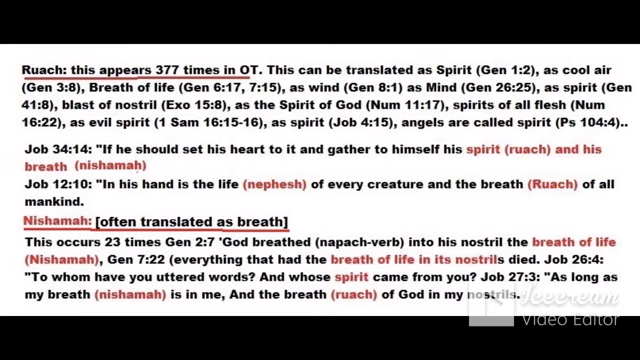 Ruach: this appears 377 times in OT. This can be translated as Spirit (Gen 1:2), as cool air
(Gen 3:8), Breath of life (Gen 6:17, 7:15), as wind (Gen 8:1) as Mind (Gen 26:25), as spirit (Gen
41:8), blast of nostril (Exo 15:8), as the Spirit of God (Num 11:17), spirits of all flesh (Num
16:22), as evil spirit (1 Sam 16:15-16), as spirit (Job 4:15), angels are called spirit (Ps 104:4)..
Job 34:14: "If he should set his heart to it and gather to himself his spirit (ruach) and his
breath (nishamah)
Job 12:10: "In his hand is the life (nephesh) of every creature and the breath (Ruach) of all
mankind.
Nishamah: [often translated as breath]
This occurs 23 times Gen 2:7 'God breathed (napach-verb) into his nostril the breath of life
(Nishamah), Gen 7:22 (everything that had the breath of life in its nostrils died. Job 26:4:
"To whom have you uttered words? And whose spirit came from you? Job 27:3: "As long as
my breath (nishamah) is in me, And the breath (ruach) of God in my nostrils.
Icecream
Video Editor